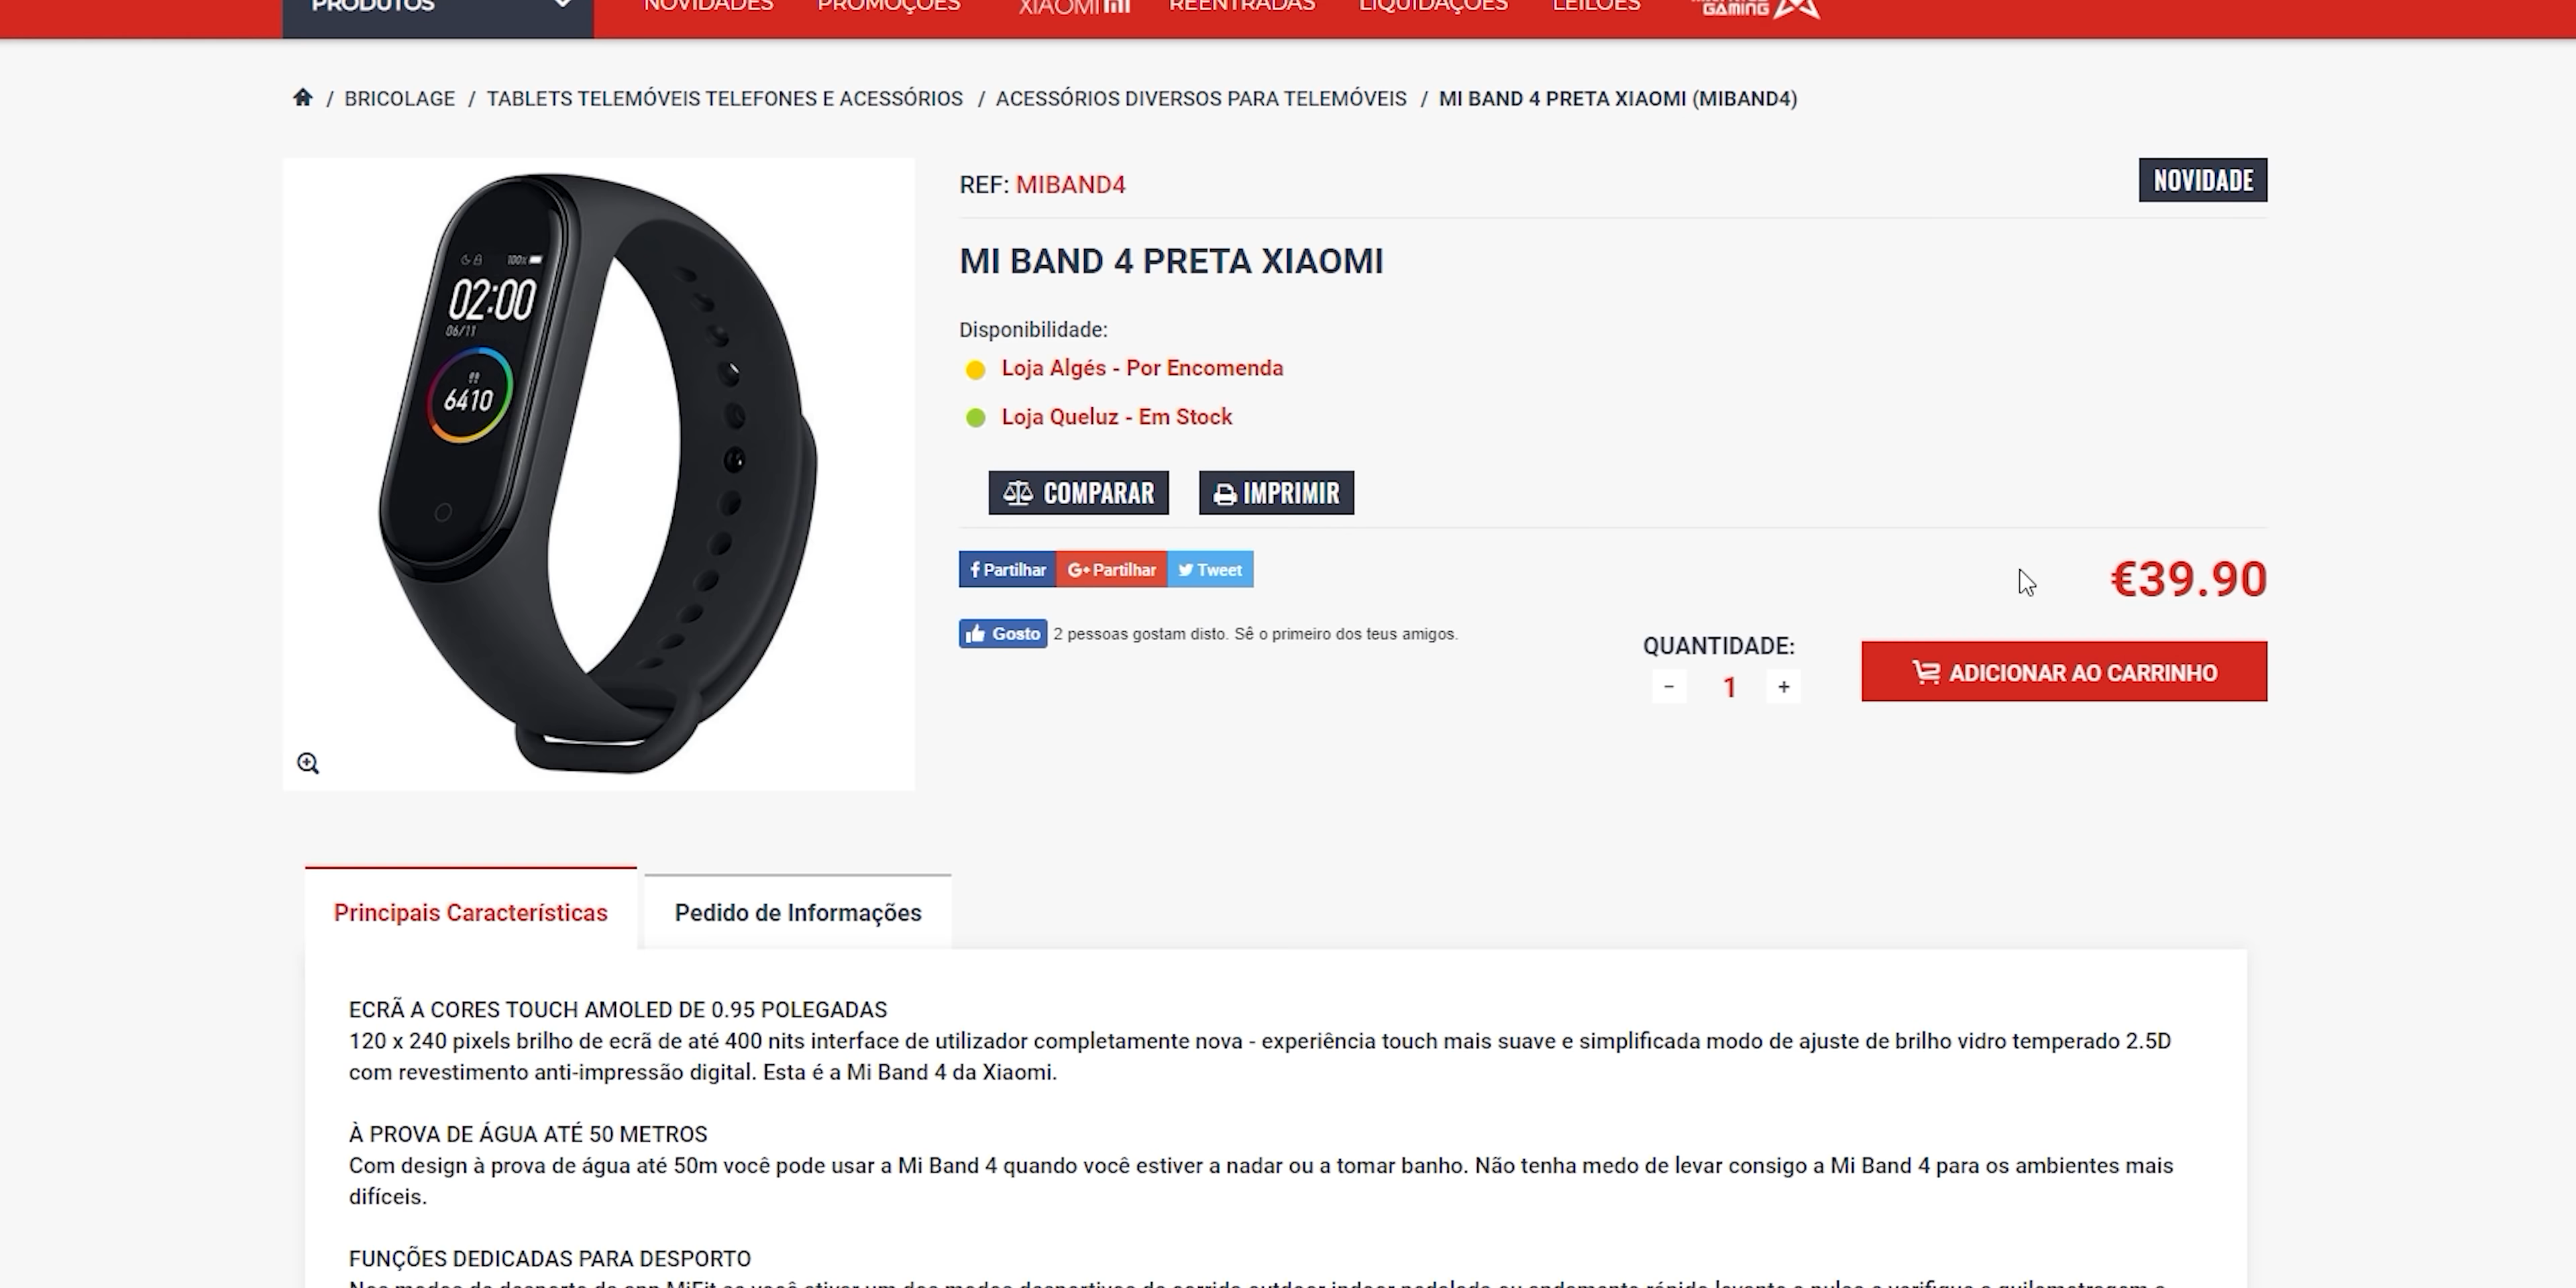 PRODUTOS
NOVIDADES PROMOÇÕES XIAOMI REENTRADAS LIQUIDAÇÕES LEILÕES GAMING
/ BRICOLAGE / TABLETS TELEMÓVEIS TELEFONES E ACESSÓRIOS / ACESSÓRIOS DIVERSOS PARA TELEMÓVEIS / MI BAND 4 PRETA XIAOMI (MIBAND4)
100%
02:00
06/11
6410
REF: MIBAND4
NOVIDADE
MI BAND 4 PRETA XIAOMI
Disponibilidade:
Loja Algés - Por Encomenda
Loja Queluz - Em Stock
COMPARAR IMPRIMIR
Partilhar G+ Partilhar Tweet
€39.90
Gosto 2 pessoas gostam disto. Sê o primeiro dos teus amigos.
QUANTIDADE:
- 1 +
ADICIONAR AO CARRINHO
Principais Características Pedido de Informações
ECRÃ A CORES TOUCH AMOLED DE 0.95 POLEGADAS
120 x 240 pixels brilho de ecrã de até 400 nits interface de utilizador completamente nova - experiência touch mais suave e simplificada modo de ajuste de brilho vidro temperado 2.5D
com revestimento anti-impressão digital. Esta é a Mi Band 4 da Xiaomi.
À PROVA DE ÁGUA ATÉ 50 METROS
Com design à prova de água até 50m você pode usar a Mi Band 4 quando você estiver a nadar ou a tomar banho. Não tenha medo de levar consigo a Mi Band 4 para os ambientes mais
difíceis.
FUNÇÕES DEDICADAS PARA DESPORTO